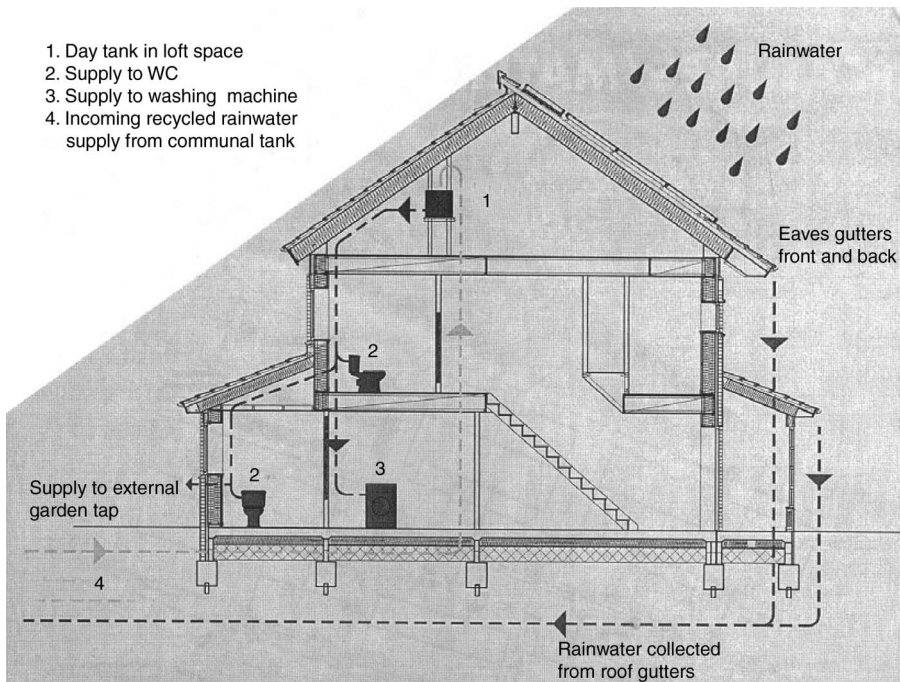 1. Day tank in loft space
2. Supply to WC
3. Supply to washing machine
4. Incoming recycled rainwater
supply from communal tank
Rainwater
1
Eaves gutters
front and back
2
2
3
Supply to external
garden tap
4
Rainwater collected
from roof gutters